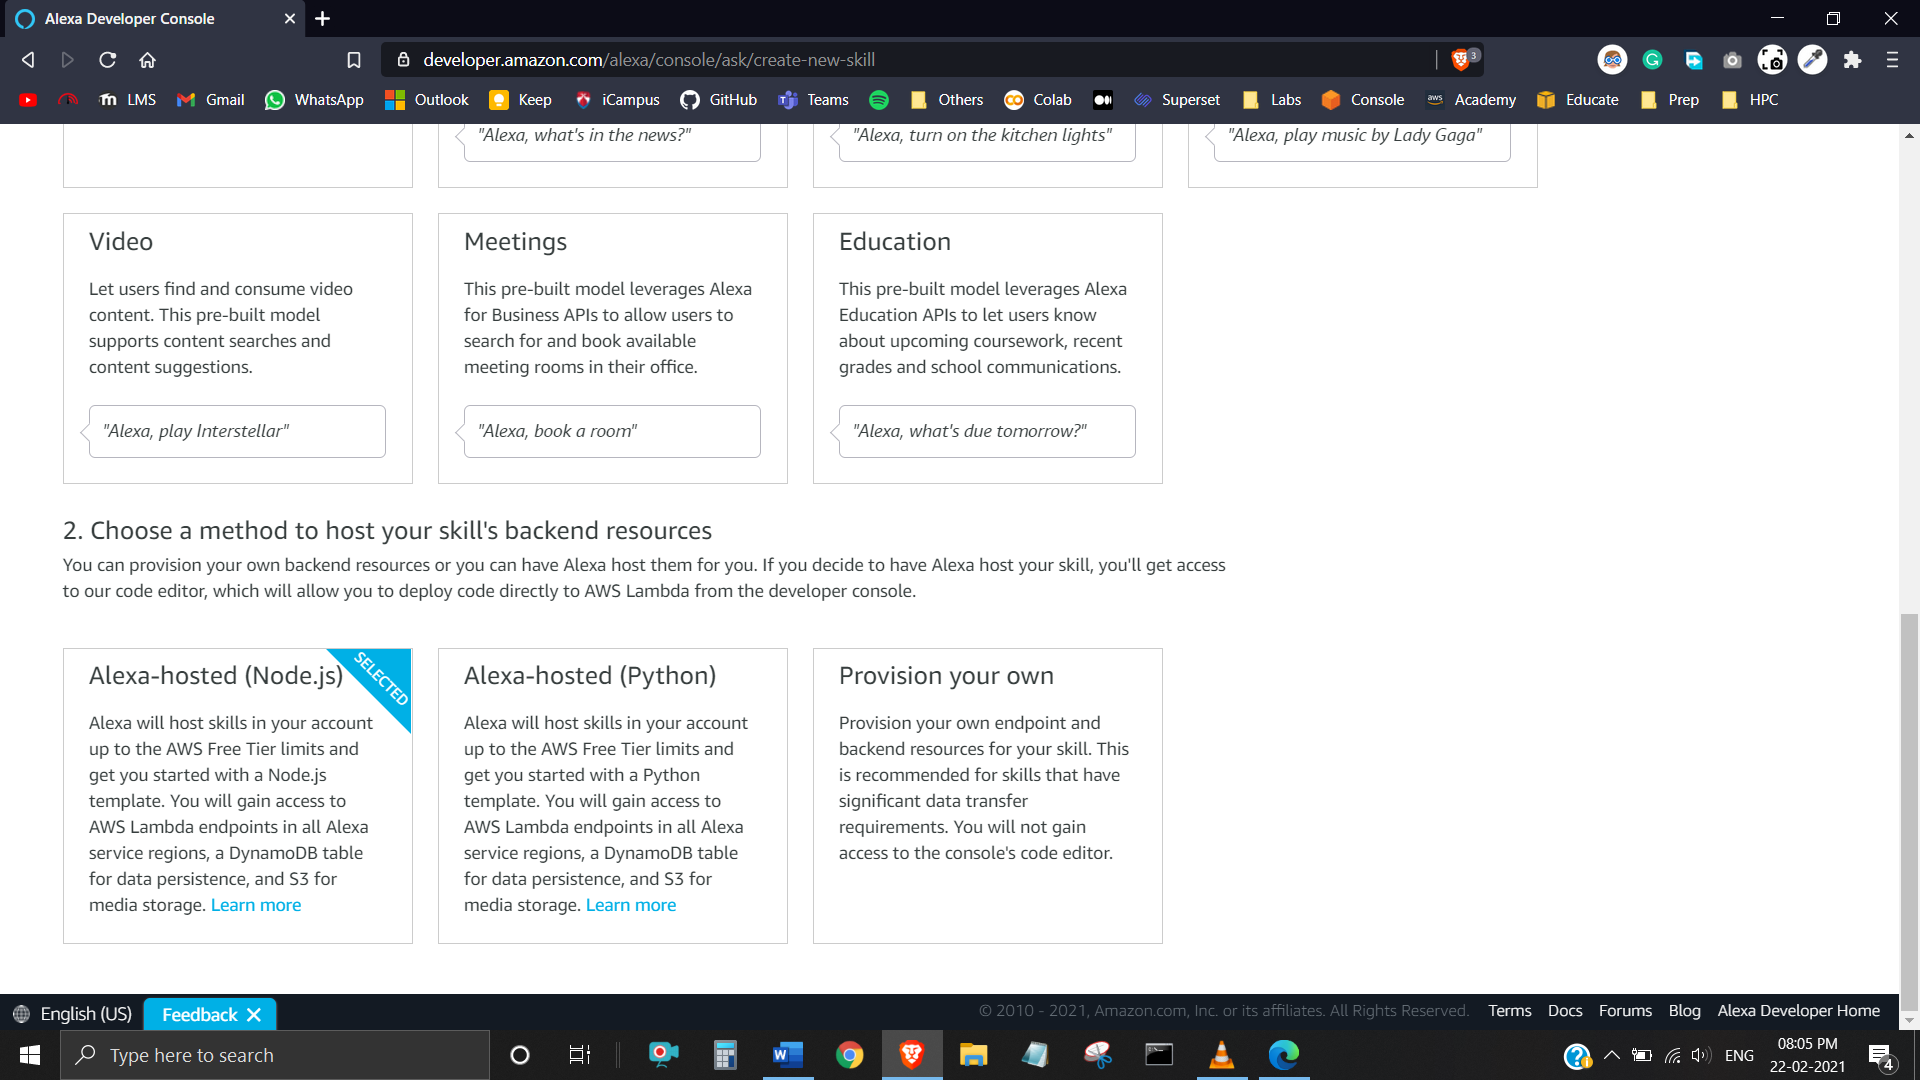 Alexa Developer Console
developer.amazon.com/alexa/console/ask/create-new-skill
3
LMS Gmail WhatsApp Outlook Keep iCampus GitHub Teams Others Colab Superset Labs Console aws Academy Educate Prep HPC
"Alexa, what's in the news?"
"Alexa, turn on the kitchen lights"
"Alexa, play music by Lady Gaga"
Video
Let users find and consume video
content. This pre-built model
supports content searches and
content suggestions.
"Alexa, play Interstellar"
Meetings
This pre-built model leverages Alexa
for Business APIs to allow users to
search for and book available
meeting rooms in their office.
"Alexa, book a room"
Education
This pre-built model leverages Alexa
Education APIs to let users know
about upcoming coursework, recent
grades and school communications.
"Alexa, what's due tomorrow?"
2. Choose a method to host your skill's backend resources
You can provision your own backend resources or you can have Alexa host them for you. If you decide to have Alexa host your skill, you'll get access
to our code editor, which will allow you to deploy code directly to AWS Lambda from the developer console.
Alexa-hosted (Node.js)
SELECTED
Alexa will host skills in your account
up to the AWS Free Tier limits and
get you started with a Node.js
template. You will gain access to
AWS Lambda endpoints in all Alexa
service regions, a DynamoDB table
for data persistence, and S3 for
media storage. Learn more
Alexa-hosted (Python)
Alexa will host skills in your account
up to the AWS Free Tier limits and
get you started with a Python
template. You will gain access to
AWS Lambda endpoints in all Alexa
service regions, a DynamoDB table
for data persistence, and S3 for
media storage. Learn more
Provision your own
Provision your own endpoint and
backend resources for your skill. This
is recommended for skills that have
significant data transfer
requirements. You will not gain
access to the console's code editor.
English (US)
Feedback
© 2010 - 2021, Amazon.com, Inc. or its affiliates. All Rights Reserved.
Terms Docs Forums Blog Alexa Developer Home
Type here to search
ENG
08:05 PM
22-02-2021
4